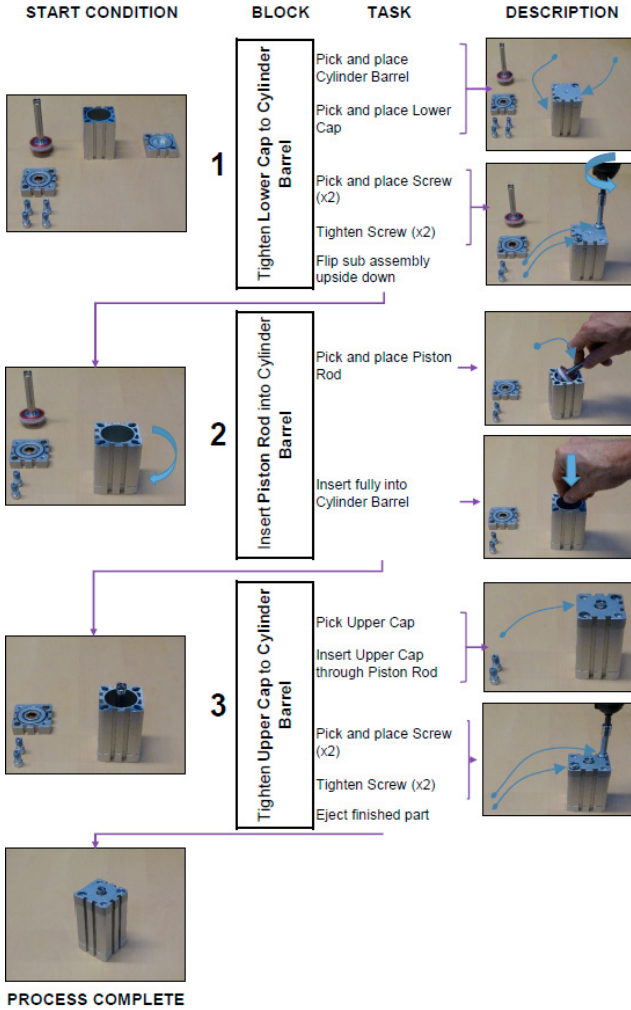 START CONDITION
BLOCK
TASK
DESCRIPTION
1
Tighten Lower Cap to Cylinder
Barrel
Pick and place
Cylinder Barrel
Pick and place Lower
Cap
Pick and place Screw
(x2)
Tighten Screw (x2)
Flip sub assembly
upside down
2
Insert Piston Rod into Cylinder
Barrel
Pick and place Piston
Rod
Insert fully into
Cylinder Barrel
3
Tighten Upper Cap to Cylinder
Barrel
Pick Upper Cap
Insert Upper Cap
through Piston Rod
Pick and place Screw
(x2)
Tighten Screw (x2)
Eject finished part
PROCESS COMPLETE